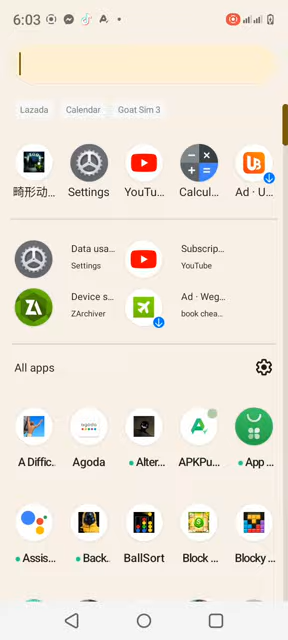 6:03
Lazada Calendar Goat Sim 3
畸形动... Settings YouTu... Calcul... Ad · U...
Data usa... Subscrip...
Settings YouTube
Device s... Ad · Weg...
ZArchiver book chea...
All apps
A Diffic... Agoda Alter... APKPu... App ...
Assis... Back... BallSort Block ... Blocky ...